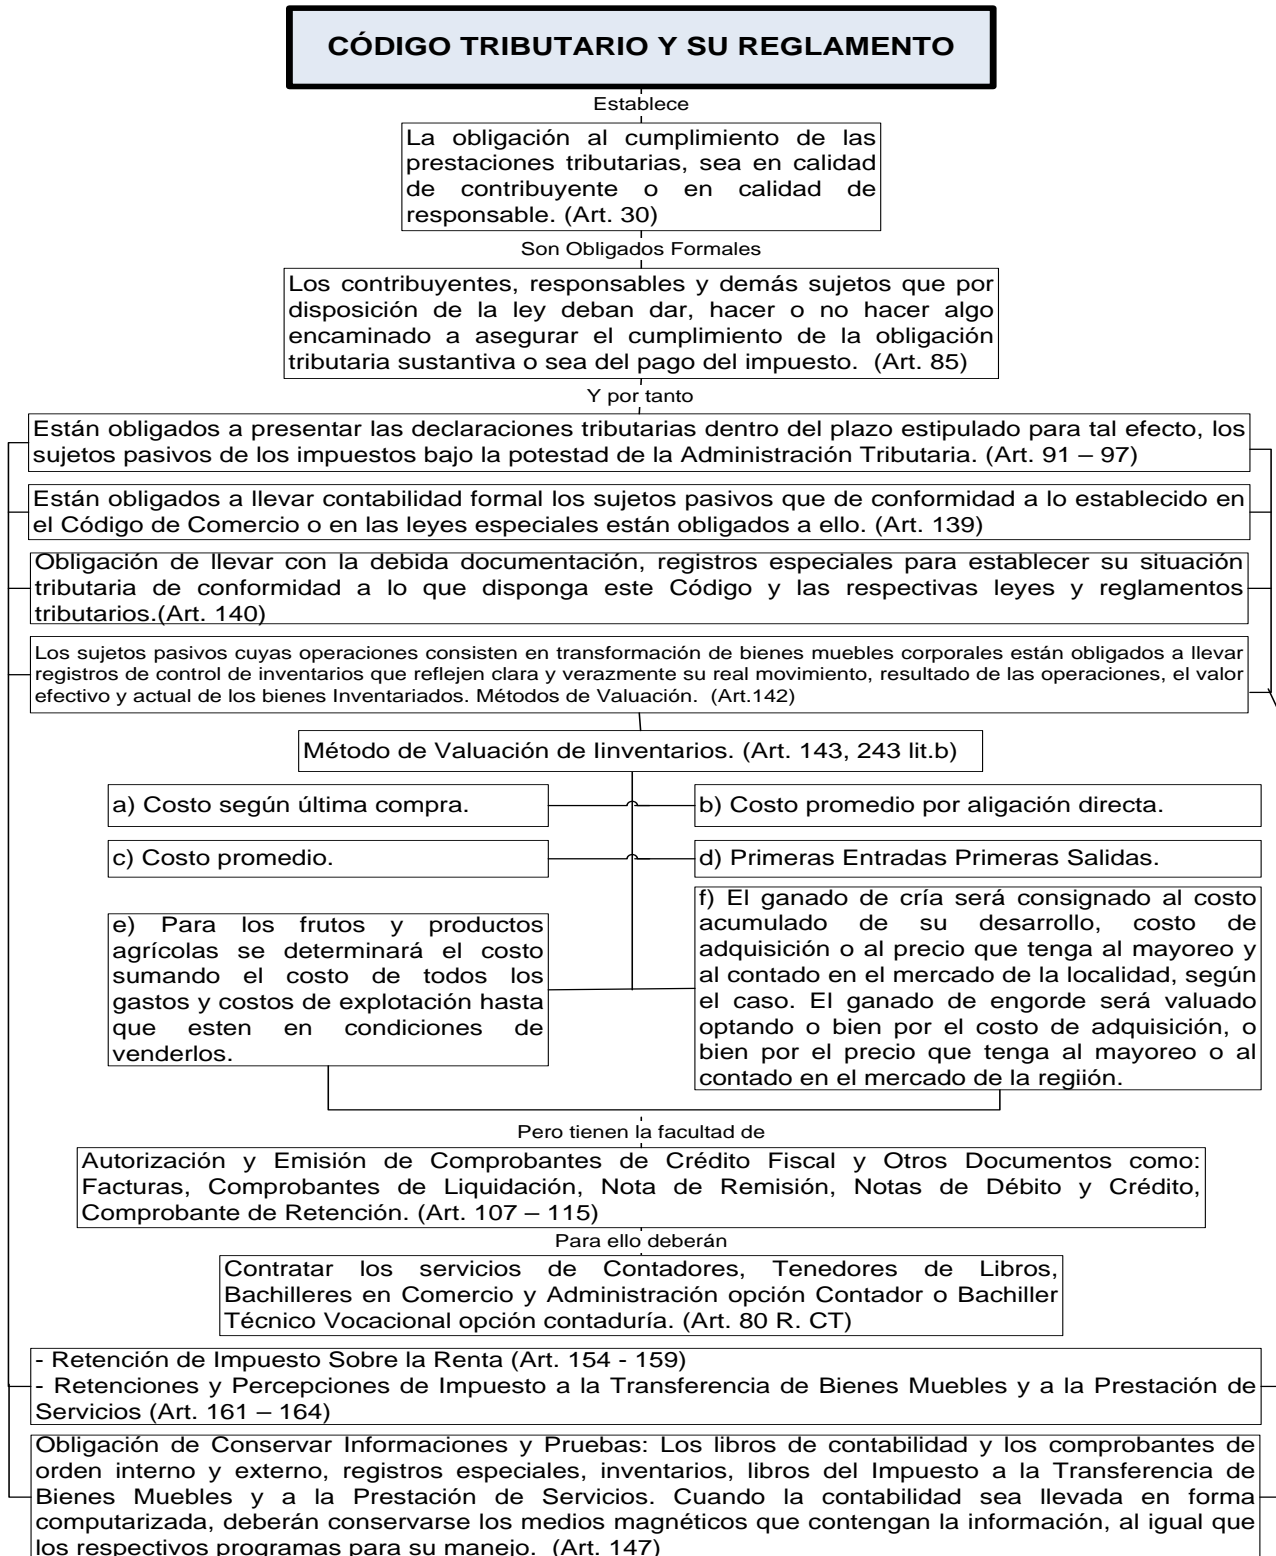 CÓDIGO TRIBUTARIO Y SU REGLAMENTO
Establece
La obligación al cumplimiento de las
prestaciones tributarias, sea en calidad
de contribuyente o en calidad de
responsable. (Art. 30)
Son Obligados Formales
Los contribuyentes, responsables y demás sujetos que por
disposición de la ley deban dar, hacer o no hacer algo
encaminado a asegurar el cumplimiento de la obligación
tributaria sustantiva o sea del pago del impuesto. (Art. 85)
Y por tanto
Están obligados a presentar las declaraciones tributarias dentro del plazo estipulado para tal efecto, los
sujetos pasivos de los impuestos bajo la potestad de la Administración Tributaria. (Art. 91 – 97)
Están obligados a llevar contabilidad formal los sujetos pasivos que de conformidad a lo establecido en
el Código de Comercio o en las leyes especiales están obligados a ello. (Art. 139)
Obligación de llevar con la debida documentación, registros especiales para establecer su situación
tributaria de conformidad a lo que disponga este Código y las respectivas leyes y reglamentos
tributarios.(Art. 140)
Los sujetos pasivos cuyas operaciones consisten en transformación de bienes muebles corporales están obligados a llevar
registros de control de inventarios que reflejen clara y verazmente su real movimiento, resultado de las operaciones, el valor
efectivo y actual de los bienes Inventariados. Métodos de Valuación. (Art.142)
Método de Valuación de Iinventarios. (Art. 143, 243 lit.b)
a) Costo según última compra.
b) Costo promedio por aligación directa.
c) Costo promedio.
d) Primeras Entradas Primeras Salidas.
e) Para los frutos y productos
agrícolas se determinará el costo
sumando el costo de todos los
gastos y costos de explotación hasta
que esten en condiciones de
venderlos.
f) El ganado de cría será consignado al costo
acumulado de su desarrollo, costo de
adquisición o al precio que tenga al mayoreo y
al contado en el mercado de la localidad, según
el caso. El ganado de engorde será valuado
optando o bien por el costo de adquisición, o
bien por el precio que tenga al mayoreo o al
contado en el mercado de la regiión.
Pero tienen la facultad de
Autorización y Emisión de Comprobantes de Crédito Fiscal y Otros Documentos como:
Facturas, Comprobantes de Liquidación, Nota de Remisión, Notas de Débito y Crédito,
Comprobante de Retención. (Art. 107 – 115)
Para ello deberán
Contratar los servicios de Contadores, Tenedores de Libros,
Bachilleres en Comercio y Administración opción Contador o Bachiller
Técnico Vocacional opción contaduría. (Art. 80 R. CT)
- Retención de Impuesto Sobre la Renta (Art. 154 - 159)
- Retenciones y Percepciones de Impuesto a la Transferencia de Bienes Muebles y a la Prestación de
Servicios (Art. 161 – 164)
Obligación de Conservar Informaciones y Pruebas: Los libros de contabilidad y los comprobantes de
orden interno y externo, registros especiales, inventarios, libros del Impuesto a la Transferencia de
Bienes Muebles y a la Prestación de Servicios. Cuando la contabilidad sea llevada en forma
computarizada, deberán conservarse los medios magnéticos que contengan la información, al igual que
los respectivos programas para su manejo. (Art. 147)